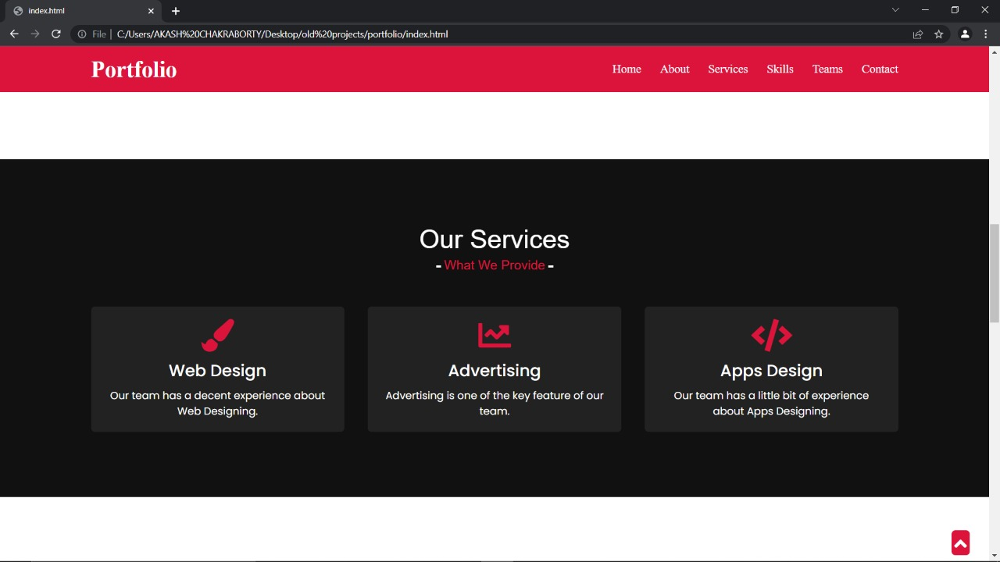 index.html
File | C:/Users/AKASH%20CHAKRABORTY/Desktop/old%20projects/portfolio/index.html
Portfolio
Home About Services Skills Teams Contact
Our Services
- What We Provide -
Web Design
Our team has a decent experience about
Web Designing.
Advertising
Advertising is one of the key feature of our
team.
Apps Design
Our team has a little bit of experience
about Apps Designing.